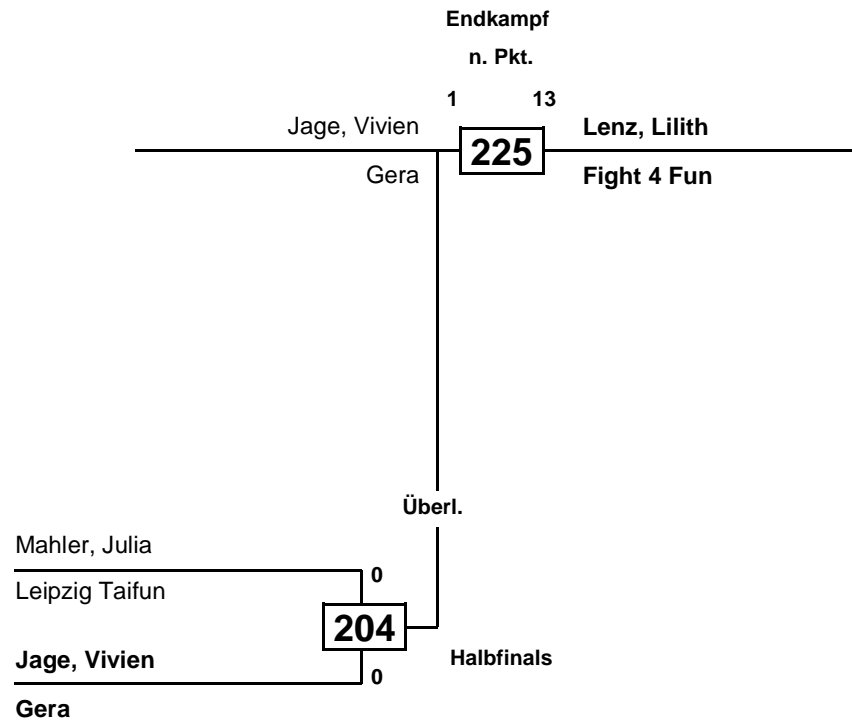 Endkampf
n. Pkt.
1 13
Jage, Vivien 225 Lenz, Lilith
Gera Fight 4 Fun
Überl.
Mahler, Julia
0
Leipzig Taifun
204
Jage, Vivien Halbfinals
0
Gera